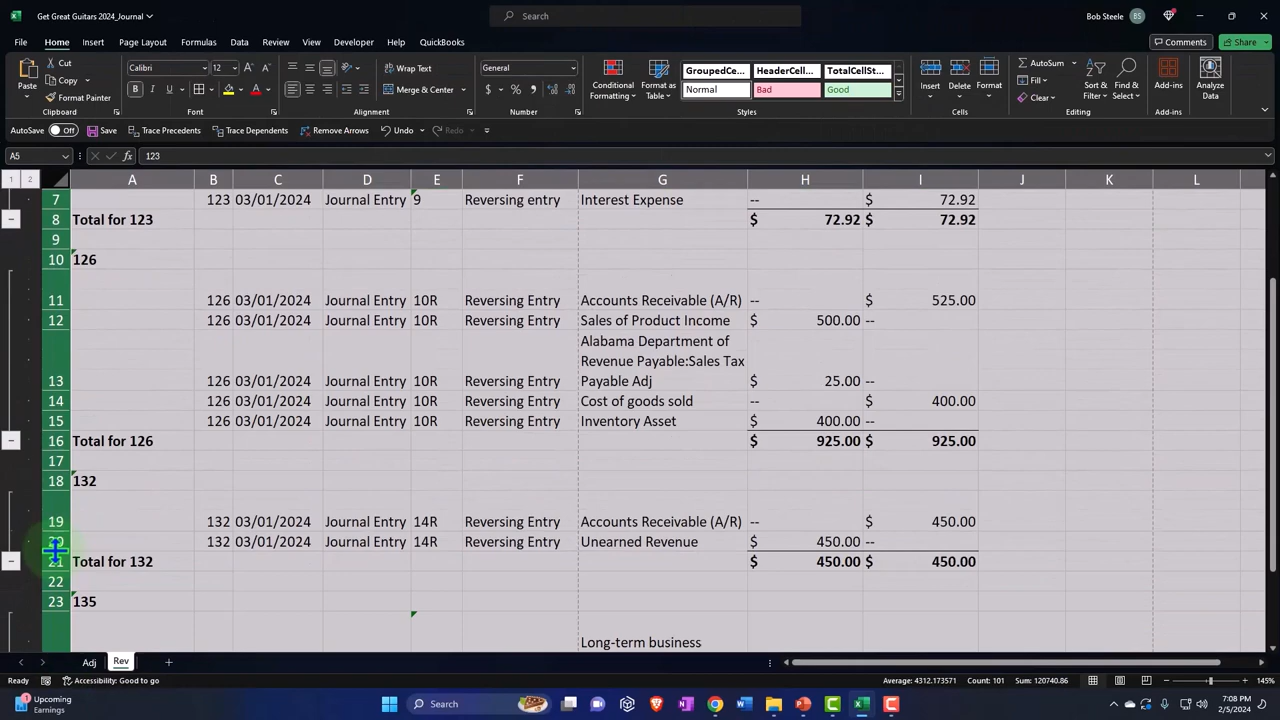 Get Great Guitars 2024_Journal
Search
Bob Steele BS
File Home Insert Page Layout Formulas Data Review View Developer Automate Help QuickBooks
Comments Share
Paste Cut Copy Format Painter
Clipboard
Calibri 12
B I U
Font
Wrap Text
Merge & Center
Alignment
General
$ % ,
Number
Conditional Formatting Format as Table
GroupedCe... HeaderCell... TotalCellSt...
Normal Bad Good
Styles
Insert Delete Format
Cells
AutoSum Fill Clear
Sort & Filter Find & Select
Editing
Add-ins
Add-ins
Analyze Data
AutoSave Off Save Trace Precedents Trace Dependents Remove Arrows Undo Redo
A5 fx 123
1 2 A B C D E F G H I J K L
7 123 03/01/2024 Journal Entry 9 Reversing entry Interest Expense -- $ 72.92
8 Total for 123 $ 72.92 $ 72.92
9
10 126
11 126 03/01/2024 Journal Entry 10R Reversing Entry Accounts Receivable (A/R) -- $ 525.00
12 126 03/01/2024 Journal Entry 10R Reversing Entry Sales of Product Income $ 500.00 --
Alabama Department of
Revenue Payable:Sales Tax
13 126 03/01/2024 Journal Entry 10R Reversing Entry Payable Adj $ 25.00 --
14 126 03/01/2024 Journal Entry 10R Reversing Entry Cost of goods sold -- $ 400.00
15 126 03/01/2024 Journal Entry 10R Reversing Entry Inventory Asset $ 400.00 --
16 Total for 126 $ 925.00 $ 925.00
17
18 132
19 132 03/01/2024 Journal Entry 14R Reversing Entry Accounts Receivable (A/R) -- $ 450.00
20 132 03/01/2024 Journal Entry 14R Reversing Entry Unearned Revenue $ 450.00 --
21 Total for 132 $ 450.00 $ 450.00
22
23 135
Long-term business
Adj Rev
Ready Accessibility: Good to go Average: 4312.173571 Count: 101 Sum: 120740.86 145%
Upcoming
Earnings
Search
7:08 PM
2/5/2024